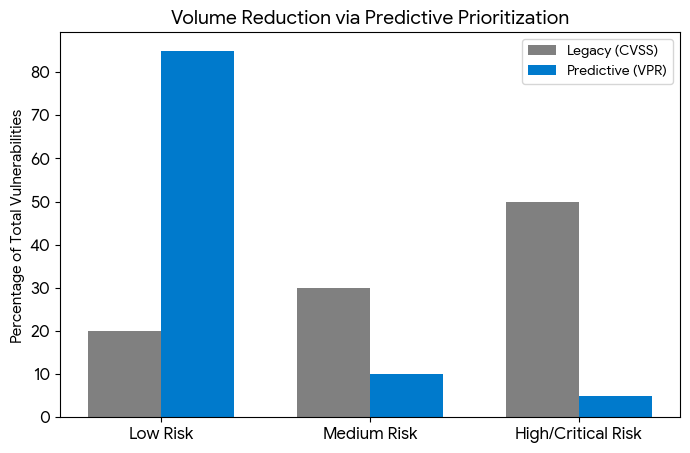 Volume Reduction via Predictive Prioritization
Legacy (CVSS)
Predictive (VPR)
Percentage of Total Vulnerabilities
80
70
60
50
40
30
20
10
0
Low Risk
Medium Risk
High/Critical Risk